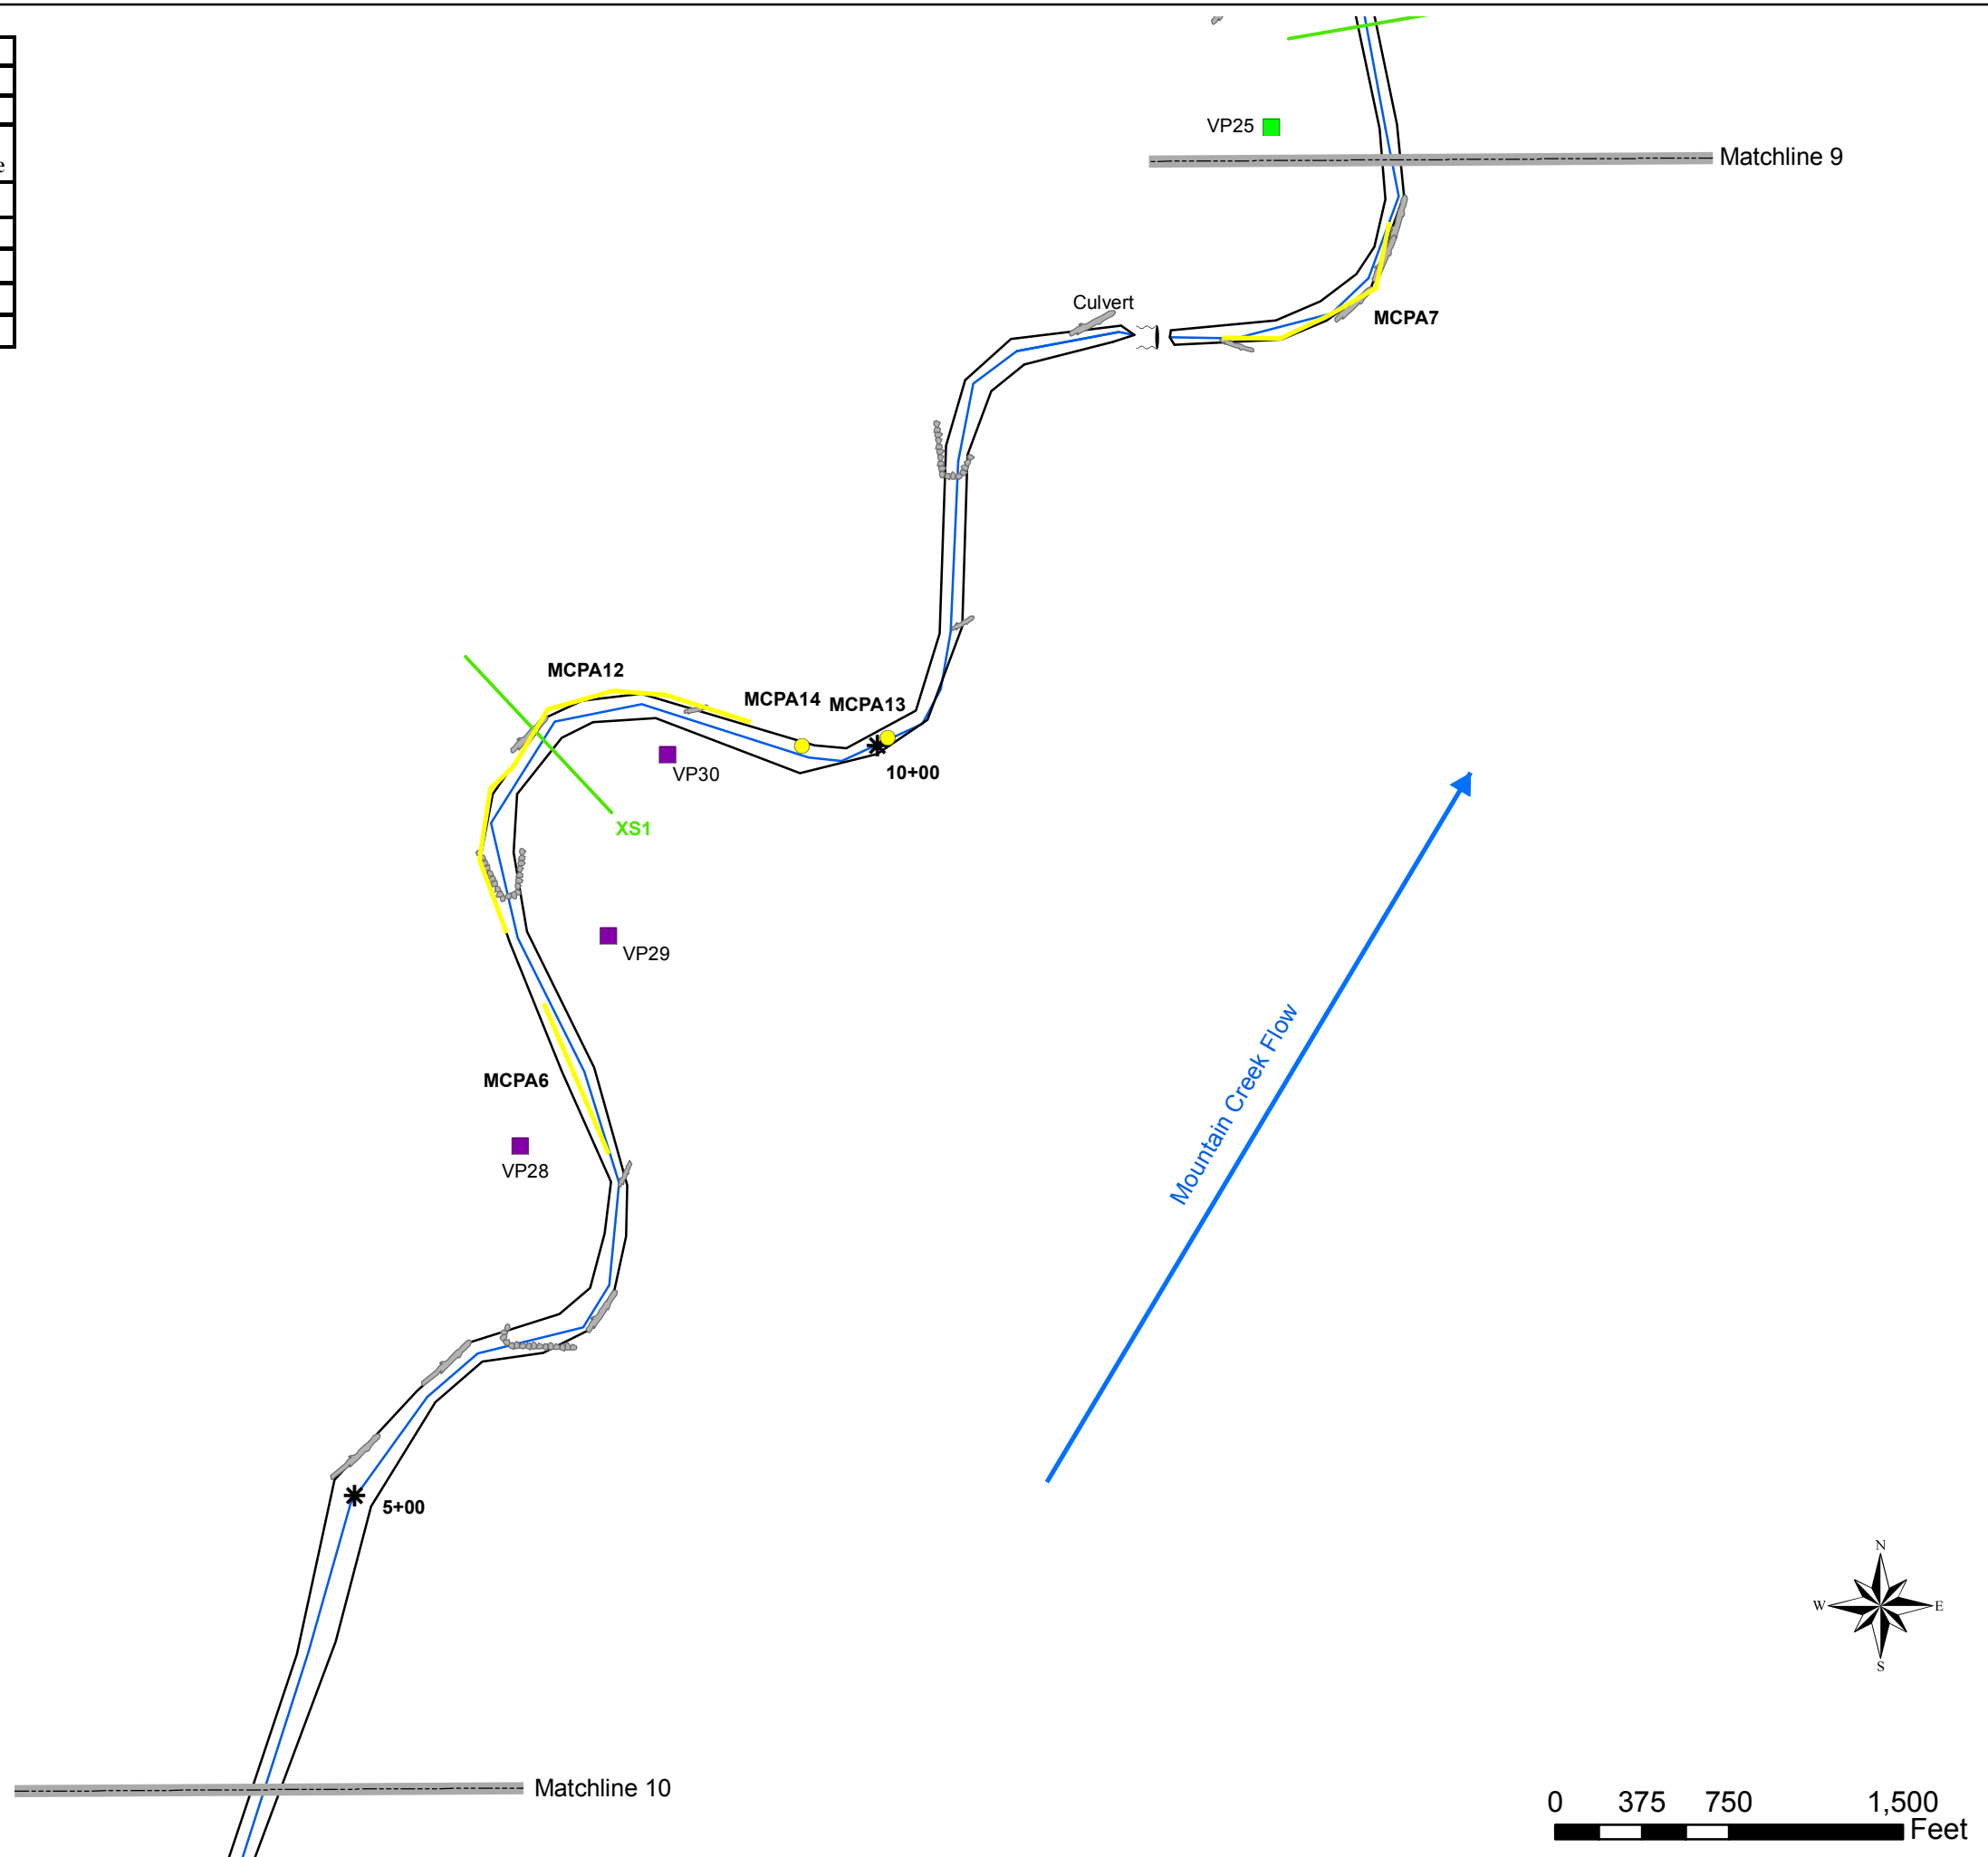 e
VP25
Matchline 9
Culvert
MCPA7
MCPA12
MCPA14
MCPA13
VP30
10+00
XS1
VP29
Mountain Creek Flow
MCPA6
VP28
5+00
N
W E
S
Matchline 10
0 375 750 1,500
Feet